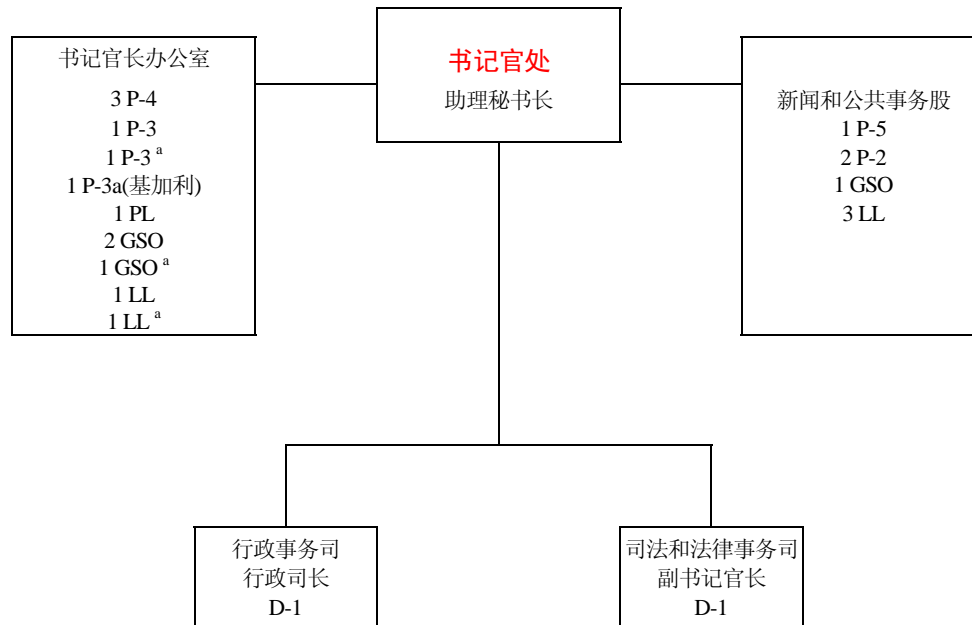 书记官长办公室
3 P-4
1 P-3
1 P-3 a
1 P-3a(基加利)
1 PL
2 GSO
1 GSO a
1 LL
1 LL a
书记官处
助理秘书长
新闻和公共事务股
1 P-5
2 P-2
1 GSO
3 LL
行政事务司
行政司长
D-1
司法和法律事务司
副书记官长
D-1